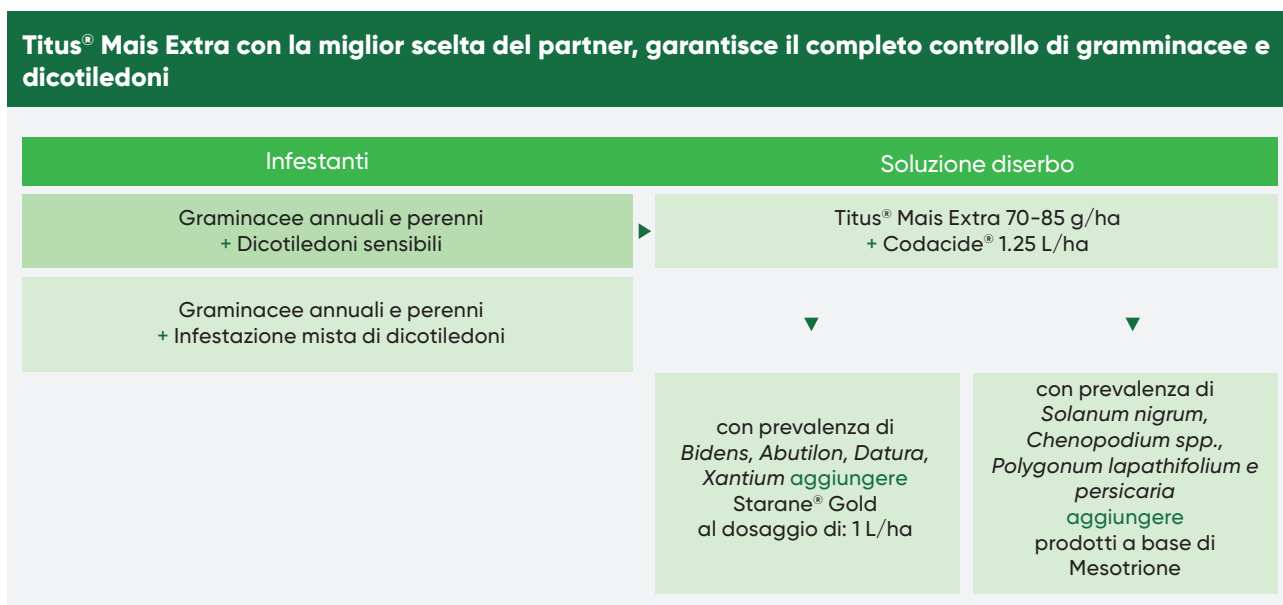 Titus® Mais Extra con la miglior scelta del partner, garantisce il completo controllo di gramminacee e
dicotiledoni
Infestanti
Soluzione diserbo
Graminacee annuali e perenni
+ Dicotiledoni sensibili
Titus® Mais Extra 70-85 g/ha
+ Codacide® 1.25 L/ha
Graminacee annuali e perenni
+ Infestazione mista di dicotiledoni
con prevalenza di
Bidens, Abutilon, Datura,
Xantium aggiungere
Starane® Gold
al dosaggio di: 1 L/ha
con prevalenza di
Solanum nigrum,
Chenopodium spp.,
Polygonum lapathifolium e
persicaria
aggiungere
prodotti a base di
Mesotrione